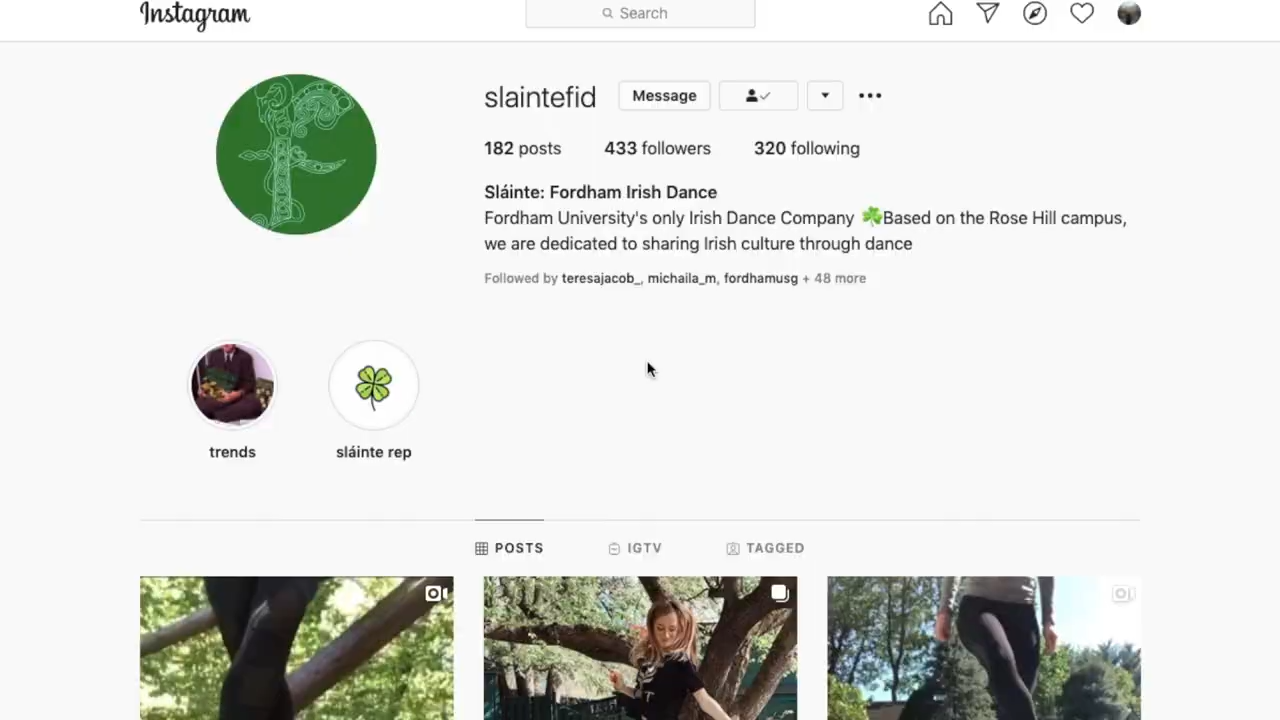 Instagram
Search
slaintefid
Message
182 posts 433 followers 320 following
Sláinte: Fordham Irish Dance
Fordham University's only Irish Dance Company ☘️Based on the Rose Hill campus,
we are dedicated to sharing Irish culture through dance
Followed by teresajacob_, michaila_m, fordhamusg + 48 more
trends sláinte rep
POSTS IGTV TAGGED